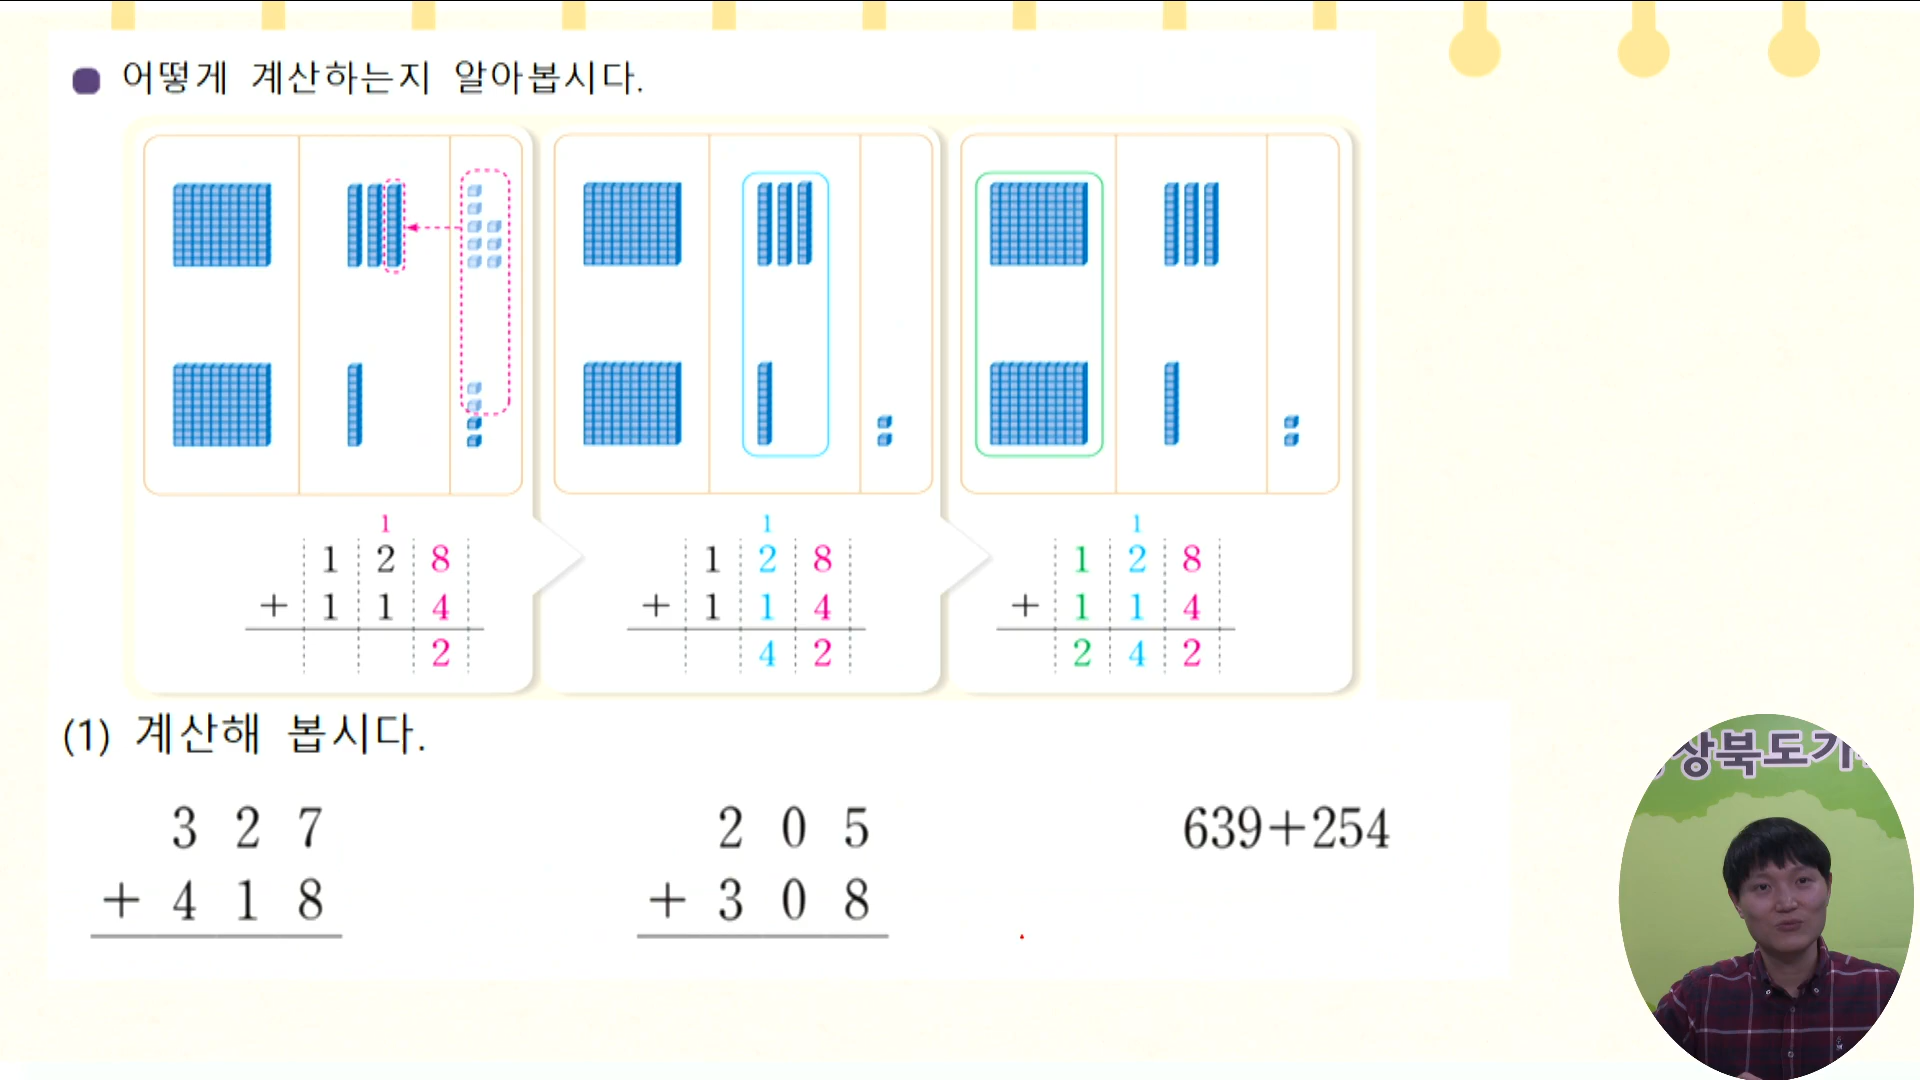 어떻게 계산하는지 알아봅시다.
1 1 1
1 2 8 1 2 8 1 2 8
+ 1 1 4 + 1 1 4 + 1 1 4
2 4 2 2 4 2
(1) 계산해 봅시다.
3 2 7 2 0 5 639+254
+ 4 1 8 + 3 0 8
상북도